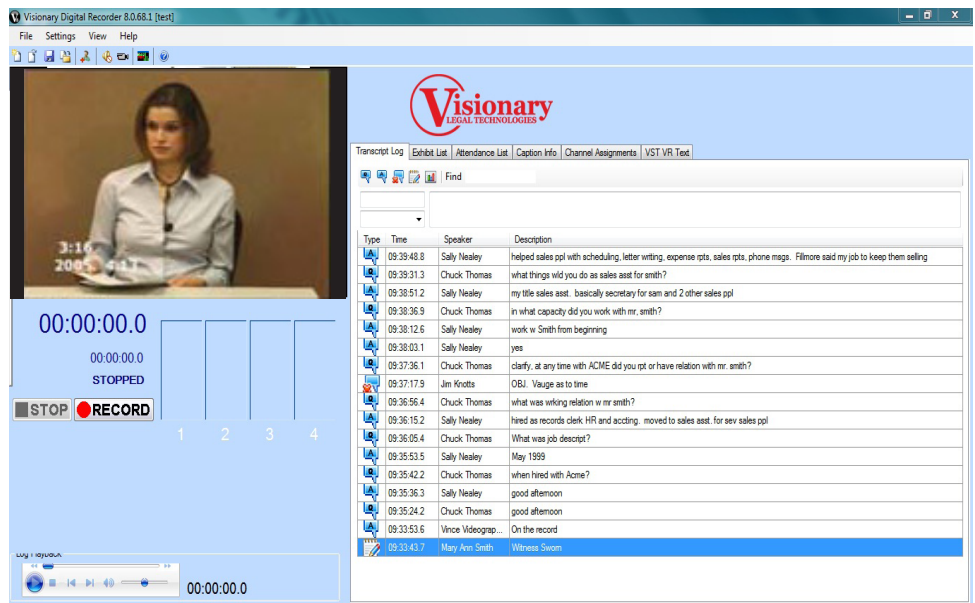 Visionary Digital Recorder 8.0.68.1 [test]
File Settings View Help
3:16
2005
00:00:00.0
00:00:00.0
STOPPED
STOP RECORD
1 2 3 4
Log Playback
00:00:00.0
Visionary
LEGAL TECHNOLOGIES
Transcript Log Exhibit List Attendance List Caption Info Channel Assignments VST VR Text
Find
Type Time Speaker Description
A 09:39:48.8 Sally Nealey helped sales ppl with scheduling, letter writing, expense rpts, sales rpts, phone msgs. Fillmore said my job to keep them selling
Q 09:39:31.3 Chuck Thomas what things wld you do as sales asst for smith?
A 09:38:51.2 Sally Nealey my title sales asst. basically secretary for sam and 2 other sales ppl
Q 09:38:36.9 Chuck Thomas in what capacity did you work with mr, smith?
A 09:38:12.6 Sally Nealey work w Smith from beginning
A 09:38:03.1 Sally Nealey yes
Q 09:37:36.1 Chuck Thomas clarify, at any time with ACME did you rpt or have relation with mr. smith?
09:37:17.9 Jim Knotts OBJ. Vauge as to time
Q 09:36:56.4 Chuck Thomas what was wrking relation w mr smith?
A 09:36:15.2 Sally Nealey hired as records clerk HR and accting. moved to sales asst. for sev sales ppl
Q 09:36:05.4 Chuck Thomas What was job descript?
A 09:35:53.5 Sally Nealey May 1999
Q 09:35:42.2 Chuck Thomas when hired with Acme?
A 09:35:36.3 Sally Nealey good afternoon
Q 09:35:24.2 Chuck Thomas good afternoon
A 09:33:53.6 Vince Videograp... On the record
09:33:43.7 Mary Ann Smith Witness Sworn